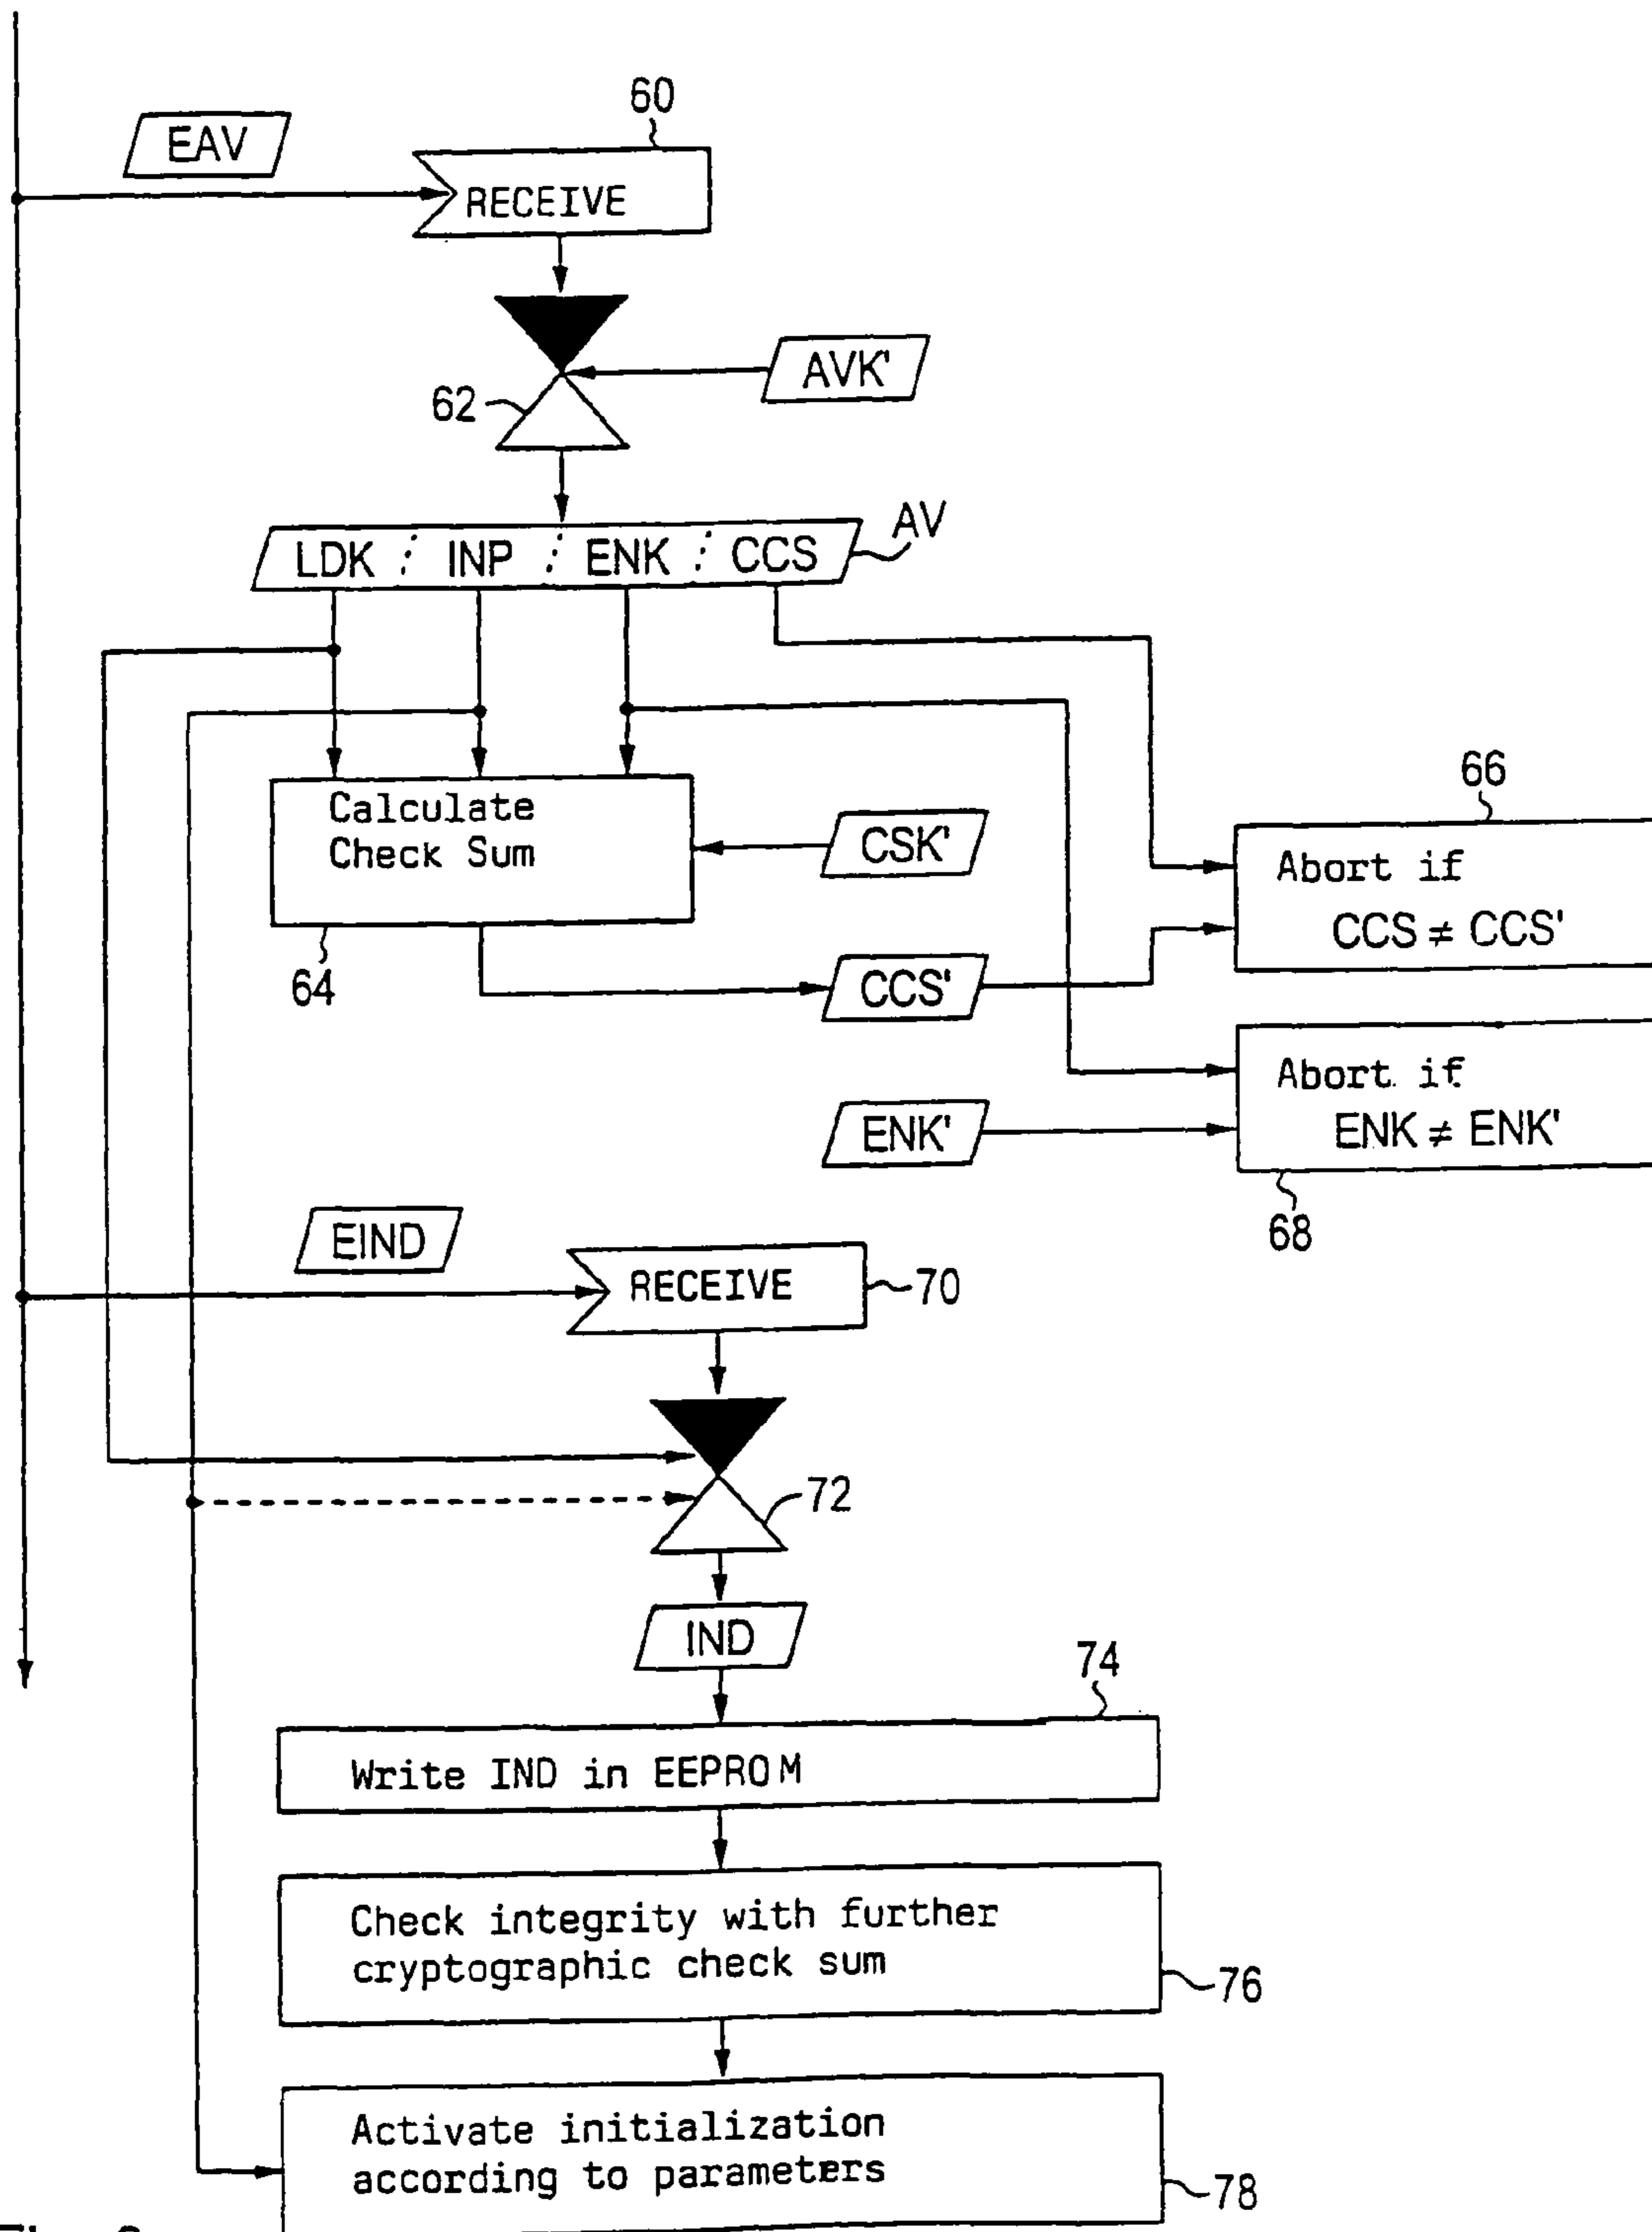 60
EAV
RECEIVE
AVK'
62
AV
LDK INP ENK CCS
66
Calculate
Check Sum
CSK'
Abort if
CCS ≠ CCS'
64
CCS'
Abort if
ENK ≠ ENK'
ENK'
68
EIND
RECEIVE
70
72
IND
74
Write IND in EEPROM
Check integrity with further
cryptographic check sum
76
Activate initialization
according to parameters
78